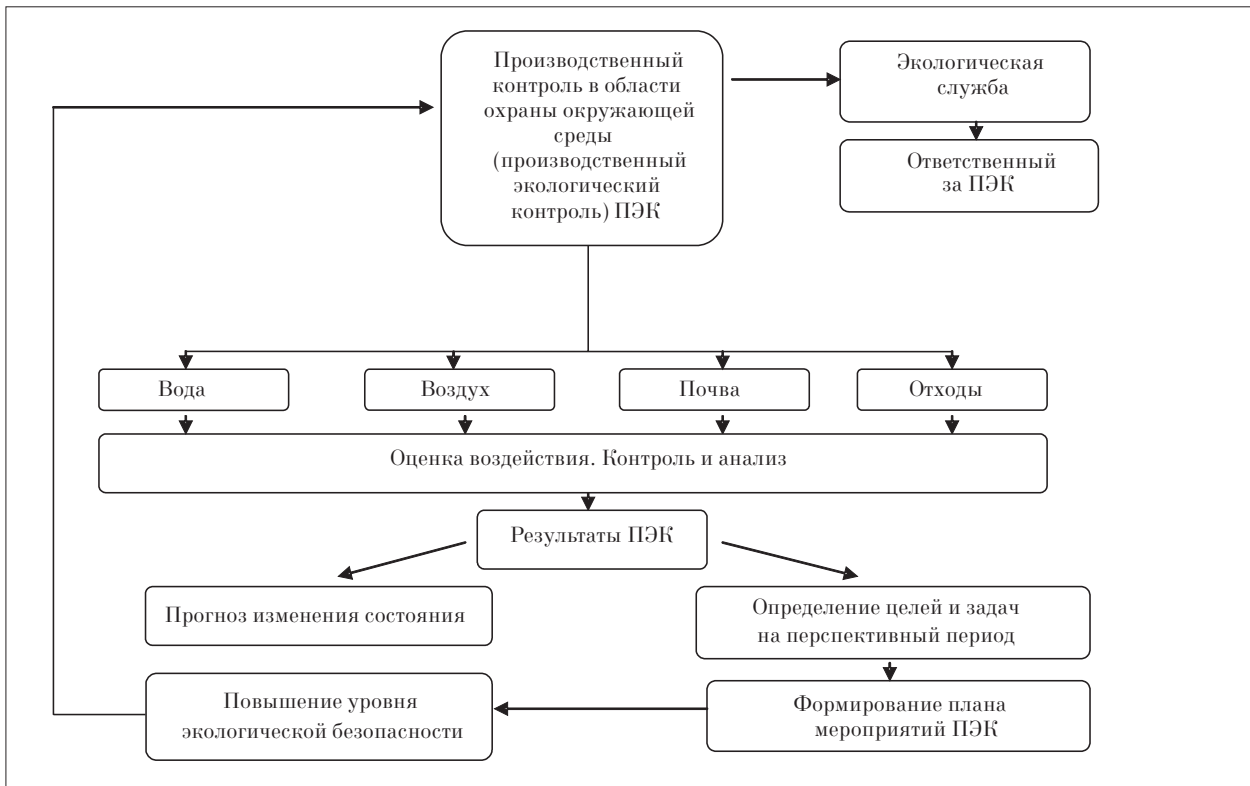 Производственный
контроль в области
охраны окружающей
среды
(производственный
экологический
контроль) ПЭК
Экологическая
служба
Ответственный
за ПЭК
Вода
Воздух
Почва
Отходы
Оценка воздействия. Контроль и анализ
Результаты ПЭК
Прогноз изменения состояния
Определение целей и задач
на перспективный период
Повышение уровня
экологической безопасности
Формирование плана
мероприятий ПЭК